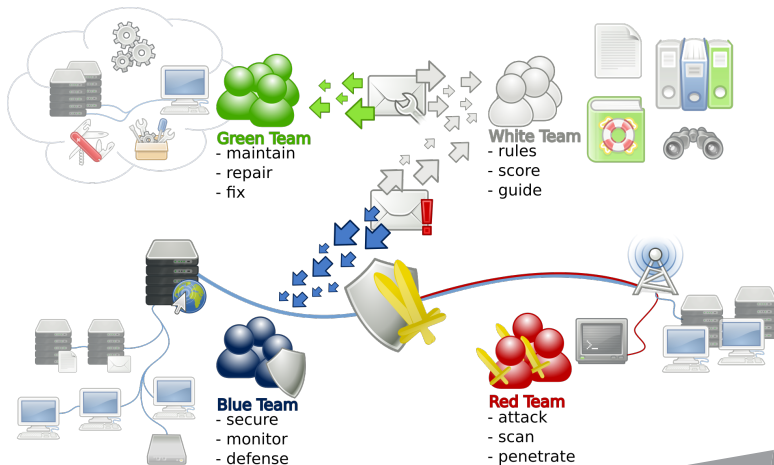 Green Team
- maintain
- repair
- fix
White Team
- rules
- score
- guide
Blue Team
- secure
- monitor
- defense
Red Team
- attack
- scan
- penetrate
>_